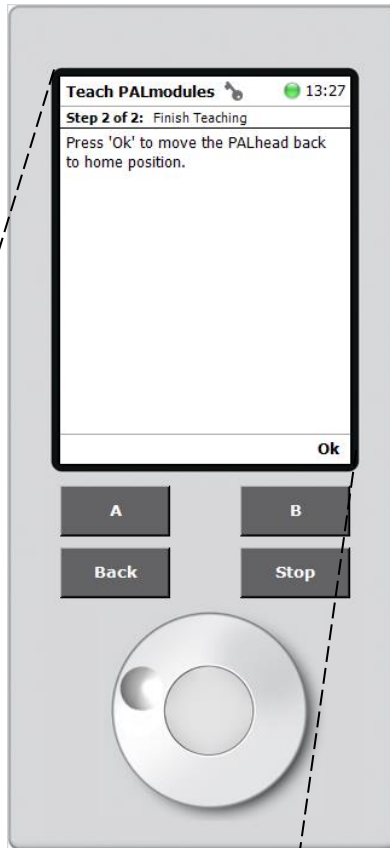 Teach PALmodules 13:27
Step 2 of 2: Finish Teaching
Press 'Ok' to move the PALhead back
to home position.
Ok
A B
Back Stop